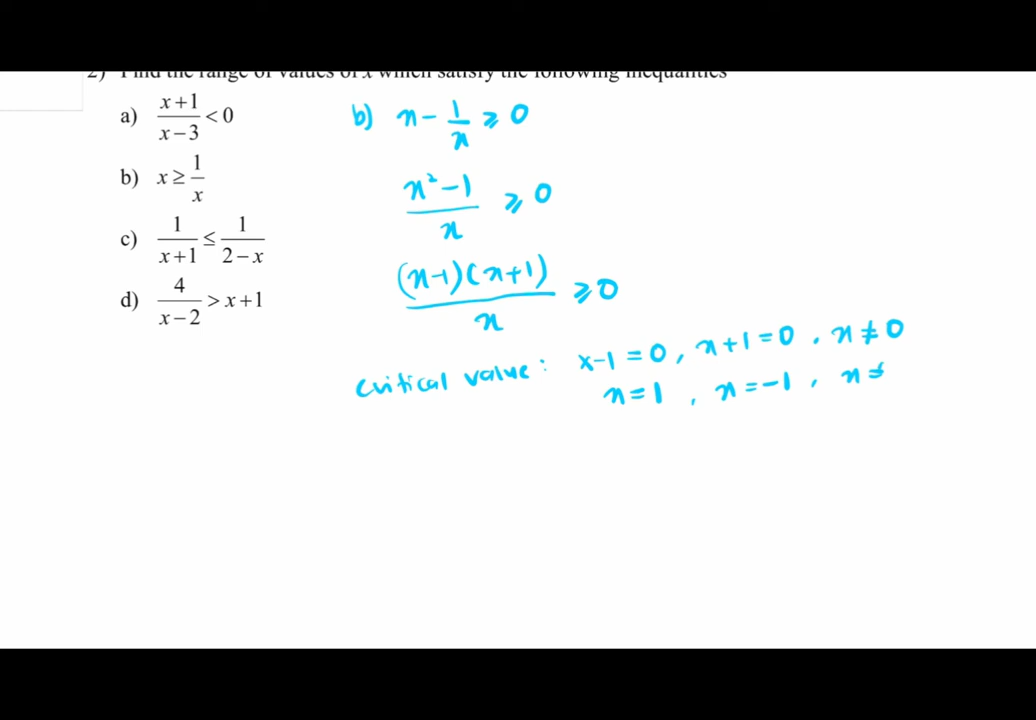 2) Find the range of values of x which satisfy the following inequalities
a) (x+1)/(x−3) < 0
b) x ≥ 1/x
c) 1/(x+1) ≤ 1/(2−x)
d) 4/(x−2) > x+1
b) x − 1/x ≥ 0
(x² − 1)/x ≥ 0
((x−1)(x+1))/x ≥ 0
critical value: x−1 = 0, x+1 = 0, x ≠ 0
x = 1, x = −1, x =